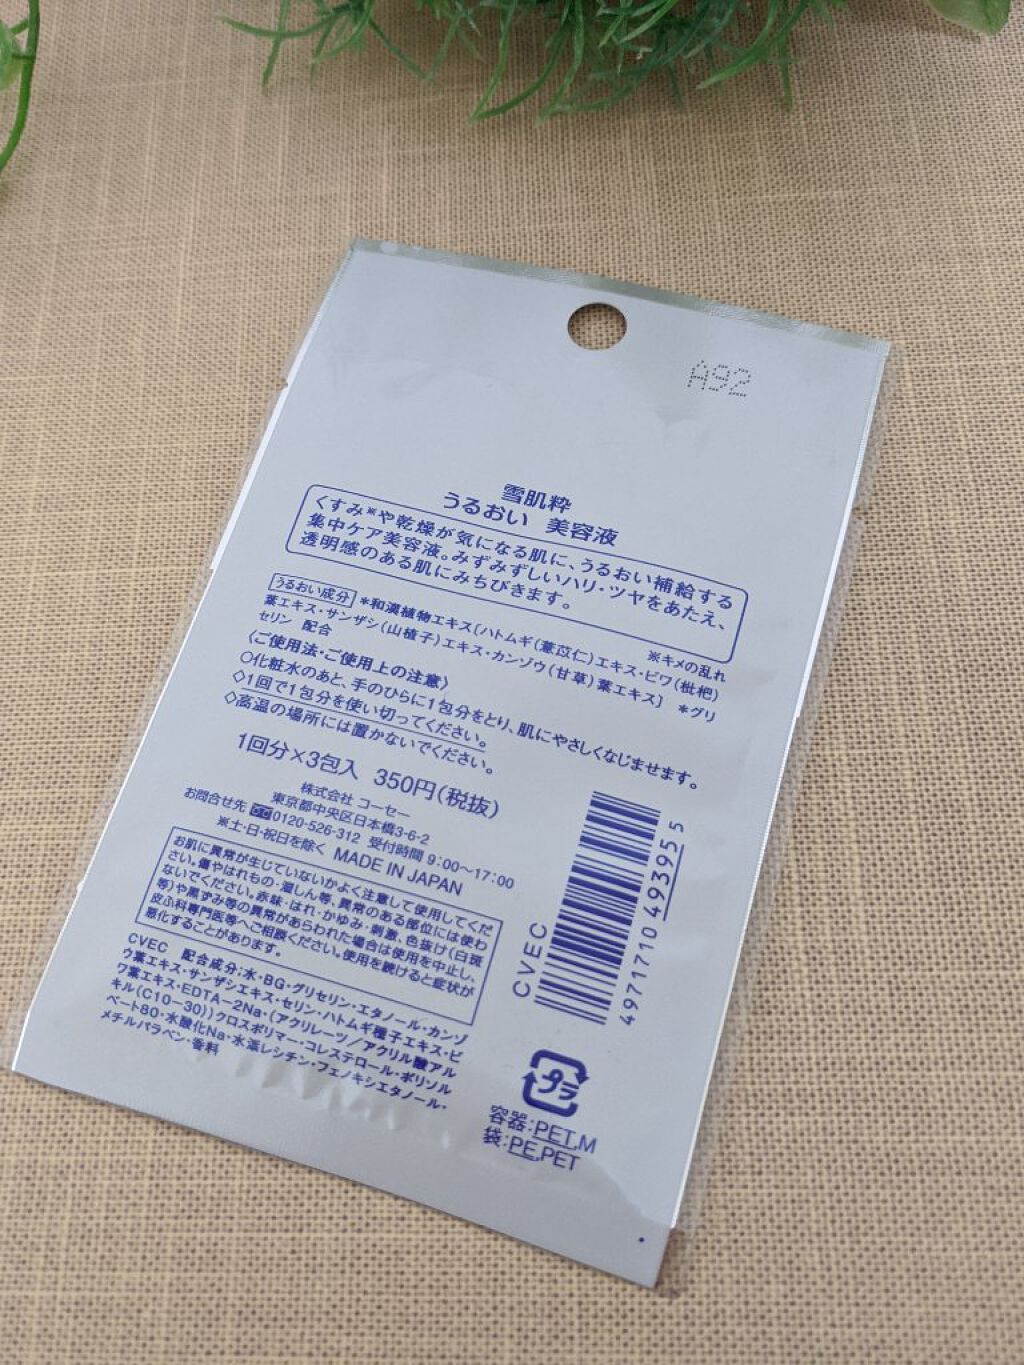 A92
雪肌粋
うるおい 美容液
くすみ※や乾燥が気になる肌に、うるおい補給する
集中ケア美容液。みずみずしいハリ・ツヤをあたえ、
透明感のある肌にみちびきます。
※キメの乱れ
うるおい成分 *和漢植物エキス[ハトムギ(薏苡仁)エキス・ビワ(枇杷)
葉エキス・サンザシ(山樝子)エキス・カンゾウ(甘草)葉エキス] *グリ
セリン 配合
〈ご使用法・ご使用上の注意〉
○化粧水のあと、手のひらに1包分をとり、肌にやさしくなじませます。
◇1回で1包分を使い切ってください。
◇高温の場所には置かないでください。
1回分×3包入 350円(税抜)
株式会社 コーセー
東京都中央区日本橋3-6-2
お問合せ先 0120-526-312 受付時間 9:00〜17:00
※土・日・祝日を除く MADE IN JAPAN
お肌に異常が生じていないかよく注意して使用してくだ
さい。傷やはれもの・湿しん等、異常のある部位には使わ
ないでください。赤味・はれ・かゆみ・刺激、色抜け(白斑
等)や黒ずみ等の異常があらわれた場合は使用を中止し、
皮ふ科専門医等へご相談ください。使用を続けると症状が
悪化することがあります。
CVEC 配合成分:水・BG・グリセリン・エタノール・カンゾ
ウ葉エキス・サンザシエキス・セリン・ハトムギ種子エキス・ビ
ワ葉エキス・EDTA-2Na・(アクリレーツ/アクリル酸アル
キル(C10-30))クロスポリマー・コレステロール・ポリソル
ベート80・水酸化Na・水添レシチン・フェノキシエタノール・
メチルパラベン・香料
CVEC
4971710 493955
プラ
容器:PET,M
袋:PE,PET